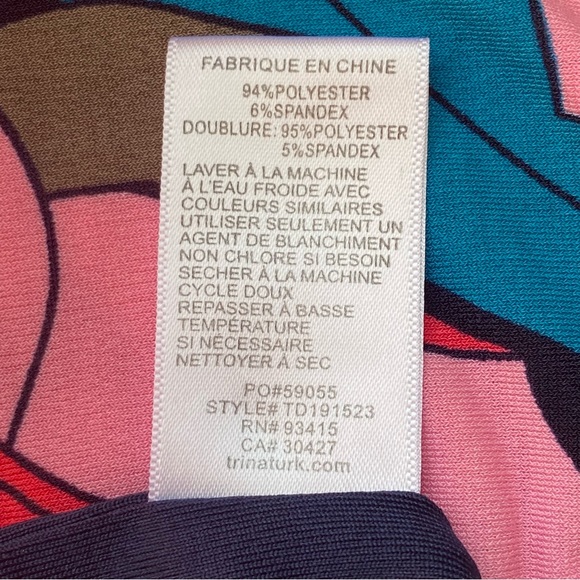 FABRIQUE EN CHINE
94%POLYESTER
6%SPANDEX
DOUBLURE: 95%POLYESTER
5%SPANDEX
LAVER À LA MACHINE
À L'EAU FROIDE AVEC
COULEURS SIMILAIRES
UTILISER SEULEMENT UN
AGENT DE BLANCHIMENT
NON CHLORE SI BESOIN
SECHER À LA MACHINE
CYCLE DOUX
REPASSER À BASSE
TEMPÉRATURE
SI NÉCESSAIRE
NETTOYER À SEC
PO#59055
STYLE# TD191523
RN# 93415
CA# 30427
trinaturk.com